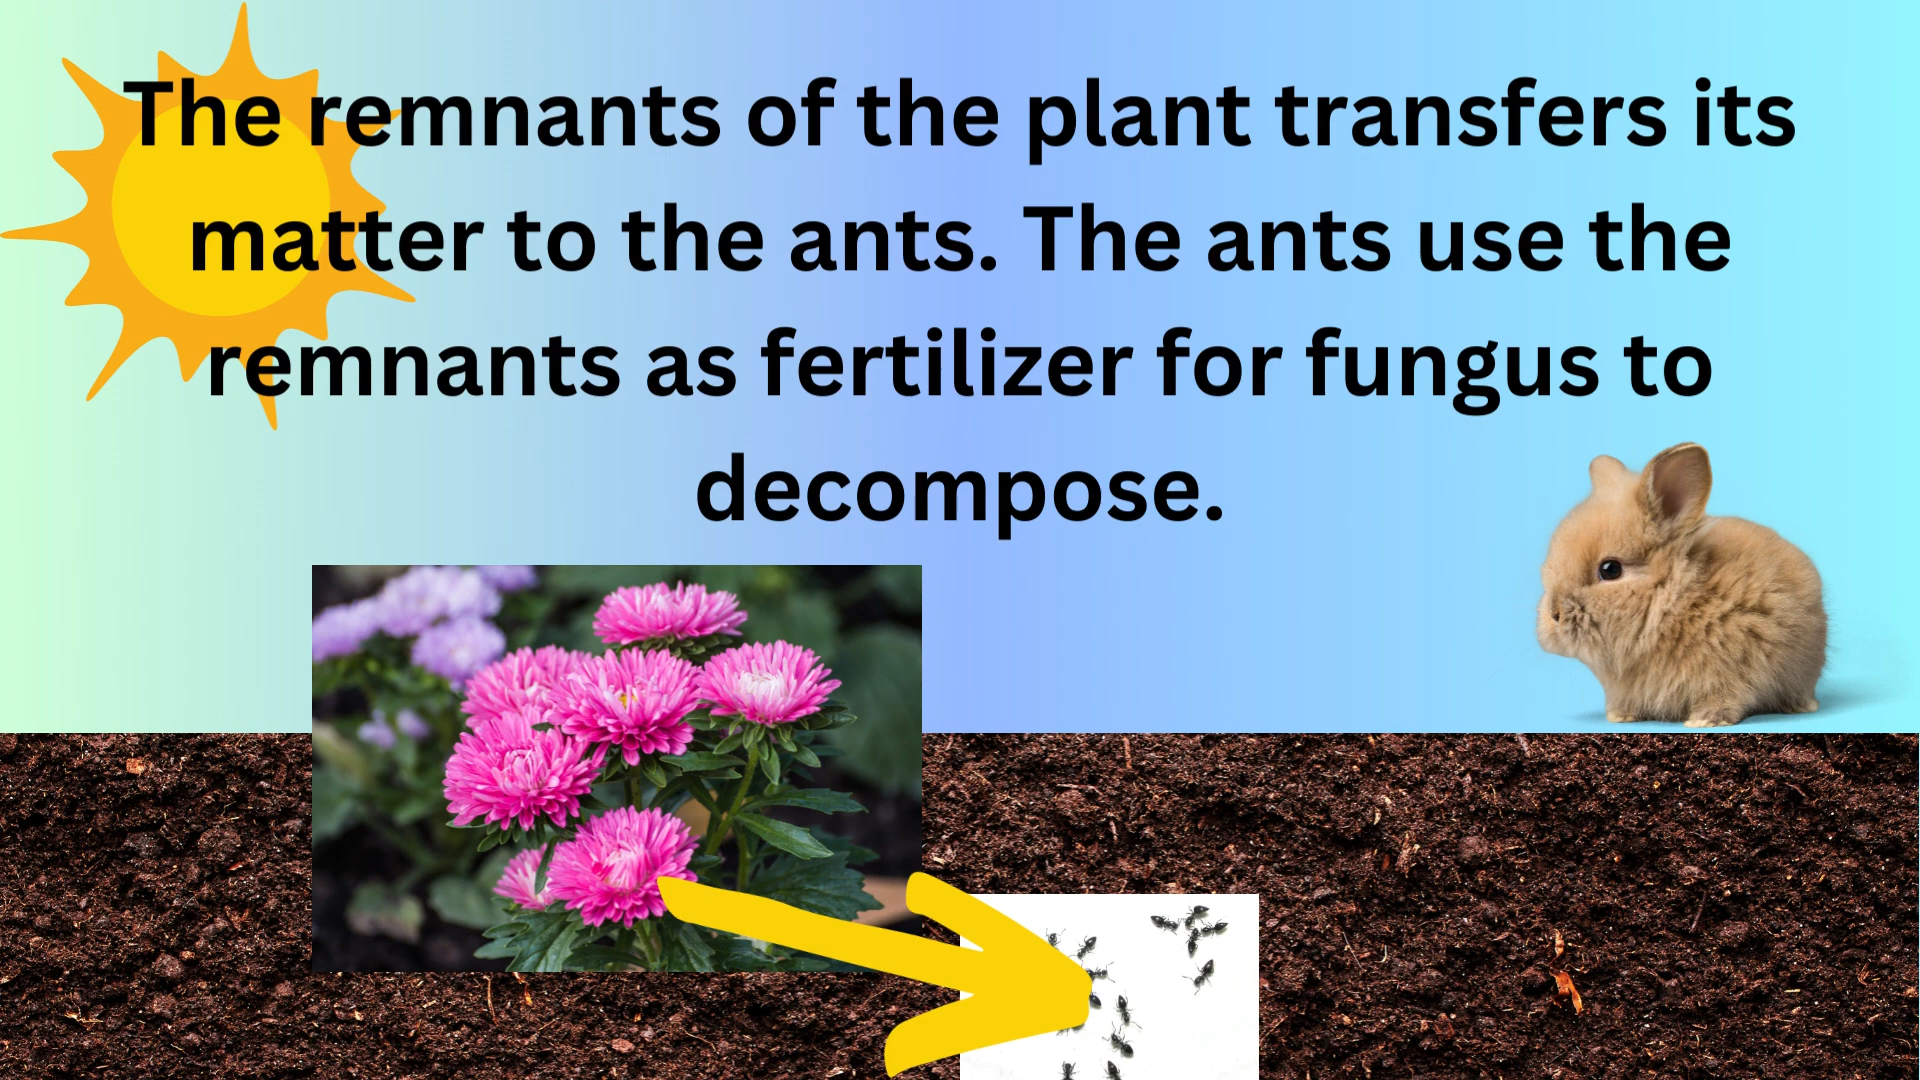 The remnants of the plant transfers its
matter to the ants. The ants use the
remnants as fertilizer for fungus to
decompose.